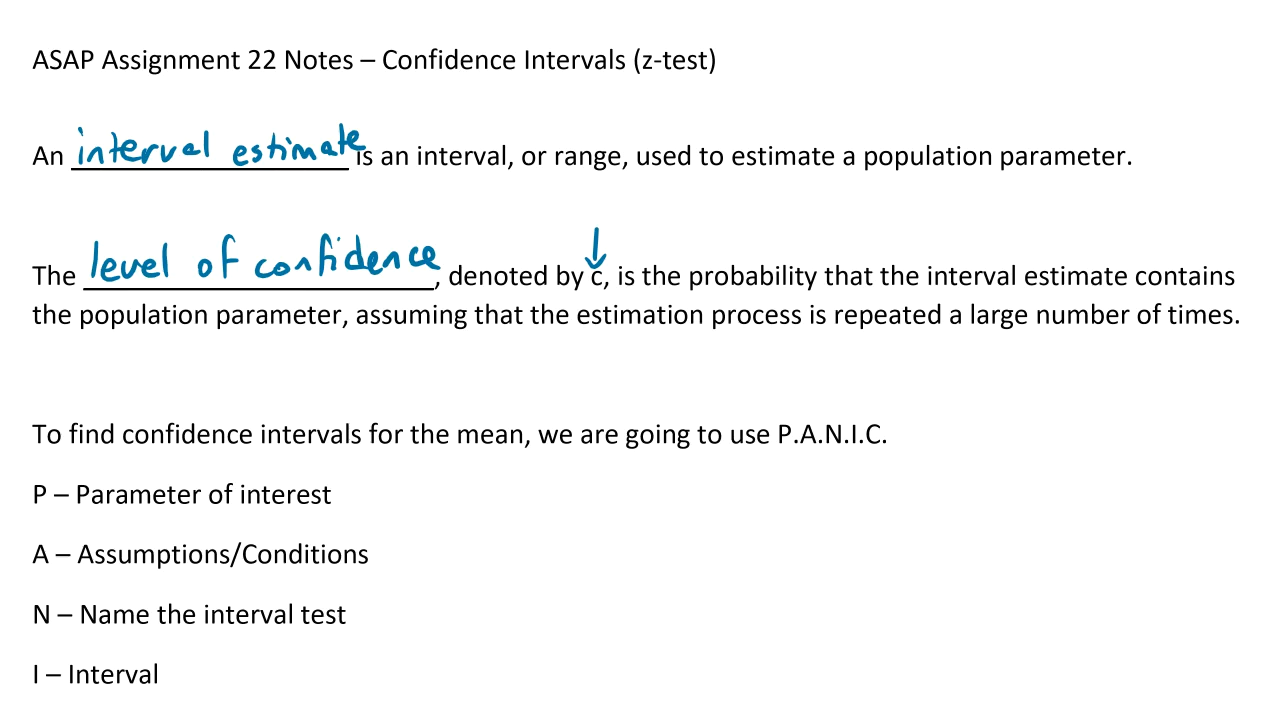 ASAP Assignment 22 Notes – Confidence Intervals (z-test)
An interval estimate is an interval, or range, used to estimate a population parameter.
The level of confidence, denoted by c, is the probability that the interval estimate contains
the population parameter, assuming that the estimation process is repeated a large number of times.
To find confidence intervals for the mean, we are going to use P.A.N.I.C.
P – Parameter of interest
A – Assumptions/Conditions
N – Name the interval test
I – Interval